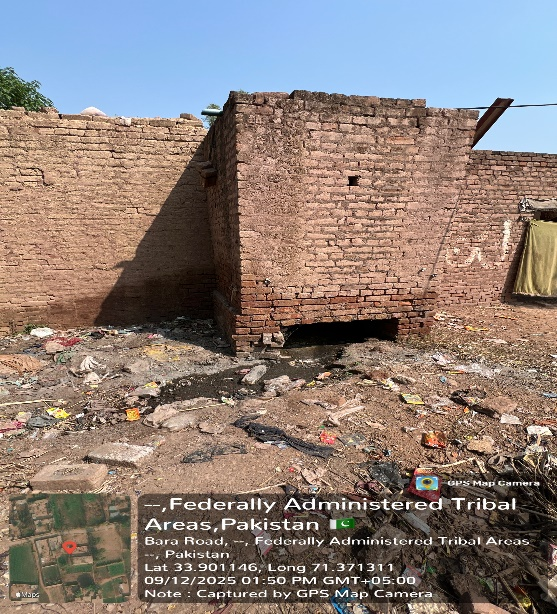 GPS Map Camera
--,Federally Administered Tribal
Areas,Pakistan 🇵🇰
Bara Road, --, Federally Administered Tribal Areas
--, Pakistan
Lat 33.901146, Long 71.371311
09/12/2025 01:50 PM GMT+05:00
Note : Captured by GPS Map Camera
Maps